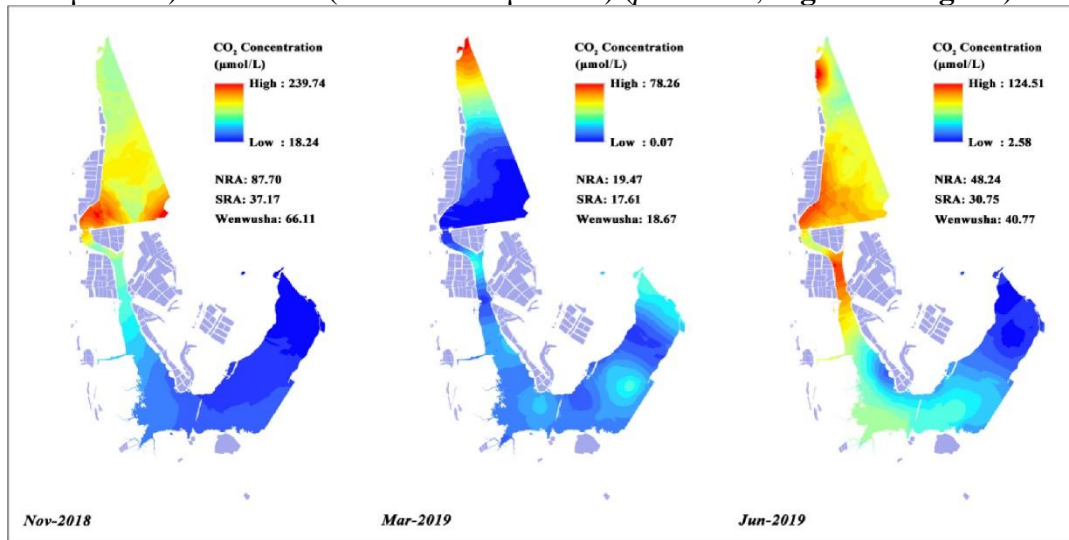 CO₂ Concentration
(µmol/L)
High : 239.74
Low : 18.24
NRA: 87.70
SRA: 37.17
Wenwusha: 66.11
Nov-2018
CO₂ Concentration
(µmol/L)
High : 78.26
Low : 0.07
NRA: 19.47
SRA: 17.61
Wenwusha: 18.67
Mar-2019
CO₂ Concentration
(µmol/L)
High : 124.51
Low : 2.58
NRA: 48.24
SRA: 30.75
Wenwusha: 40.77
Jun-2019